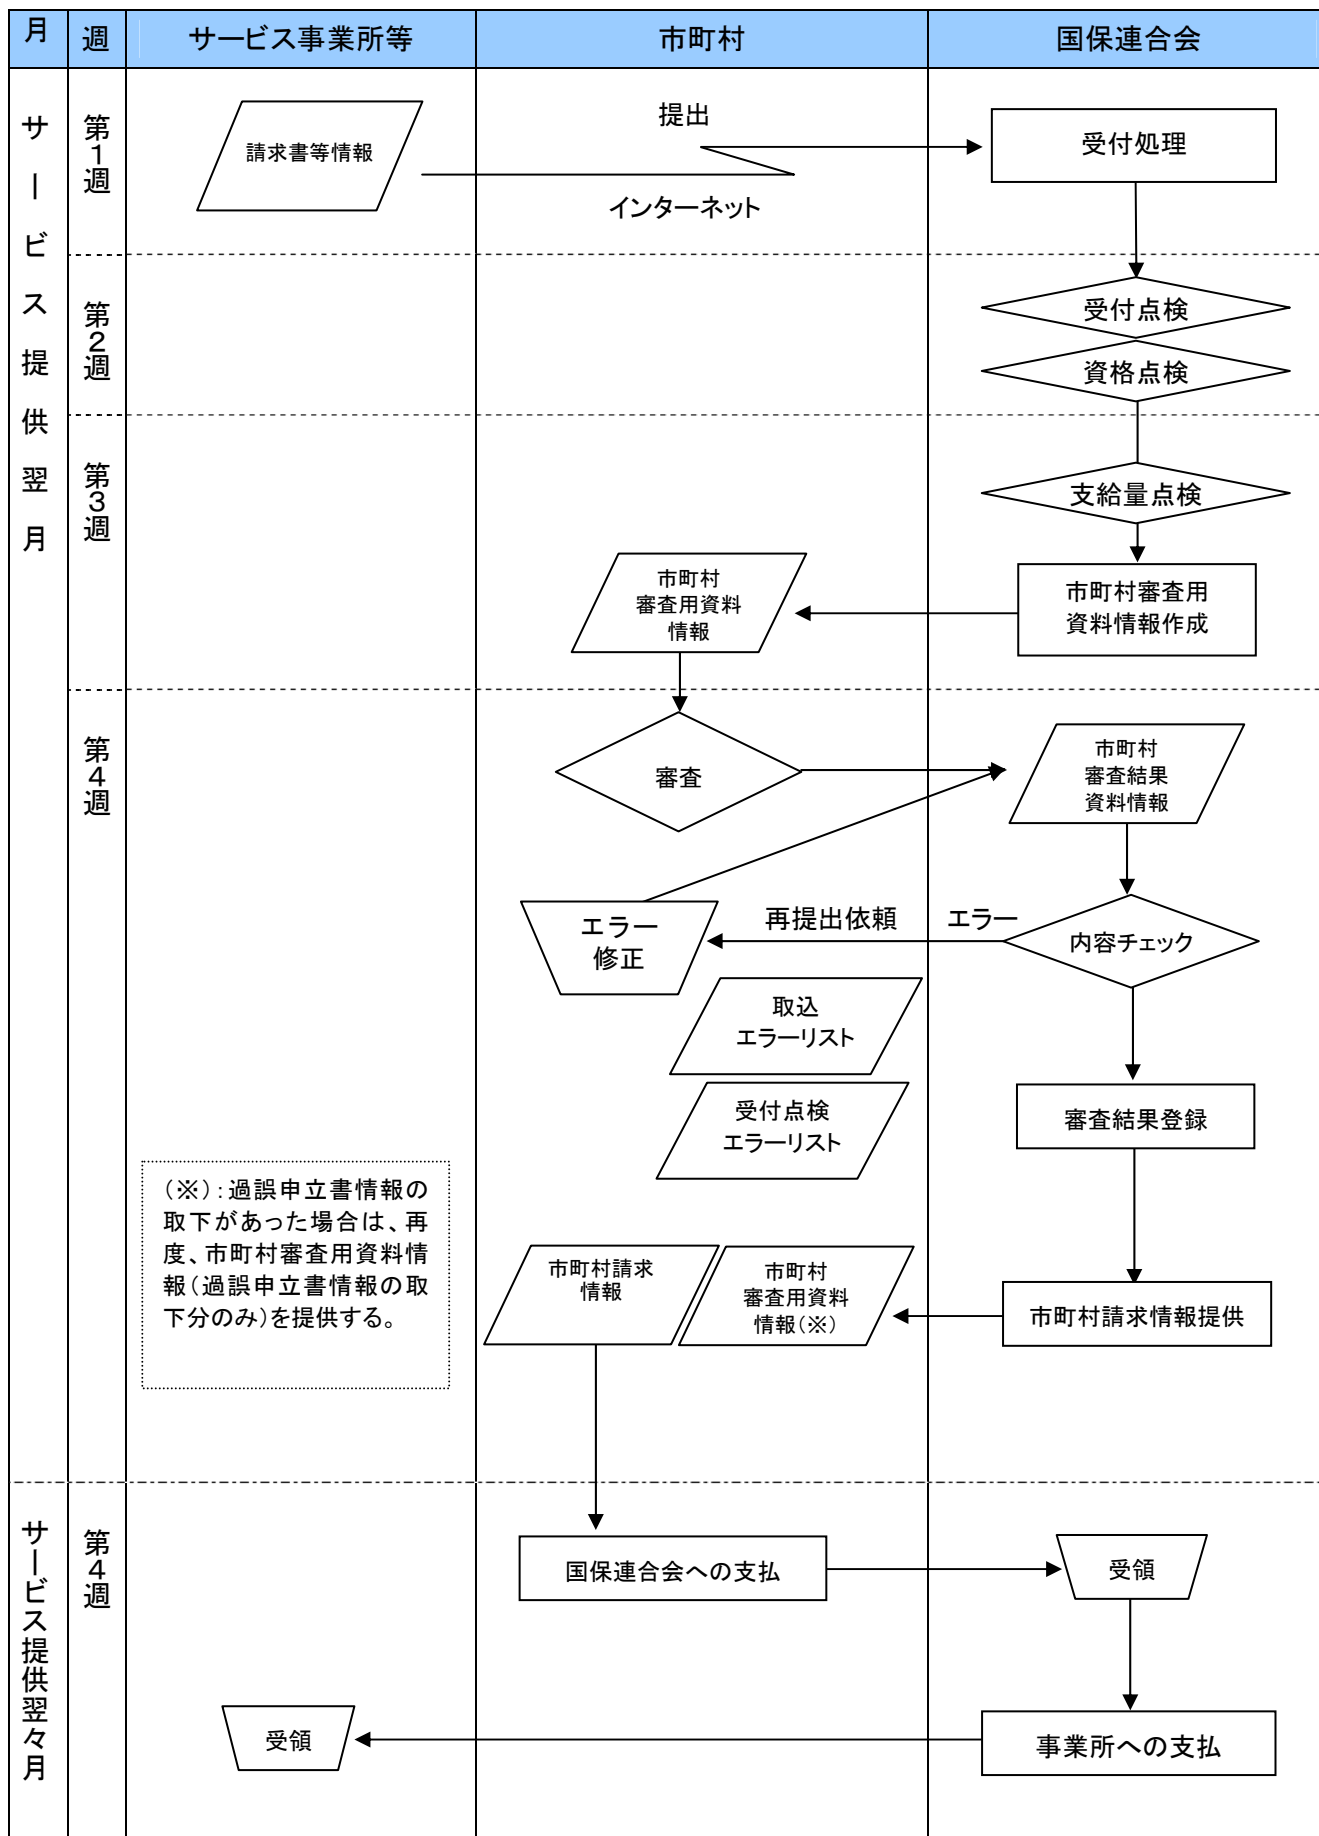 月
週
サービス事業所等
市町村
国保連合会
サービス提供翌月
第1週
請求書等情報
提出
インターネット
受付処理
第2週
受付点検
資格点検
第3週
支給量点検
市町村
審査用資料
情報
市町村審査用
資料情報作成
第4週
審査
市町村
審査結果
資料情報
エラー
修正
再提出依頼
エラー
内容チェック
取込
エラーリスト
受付点検
エラーリスト
審査結果登録
(※):過誤申立書情報の
取下があった場合は、再
度、市町村審査用資料情
報(過誤申立書情報の取
下分のみ)を提供する。
市町村請求
情報
市町村
審査用資料
情報(※)
市町村請求情報提供
サービス提供翌々月
第4週
国保連合会への支払
受領
受領
事業所への支払